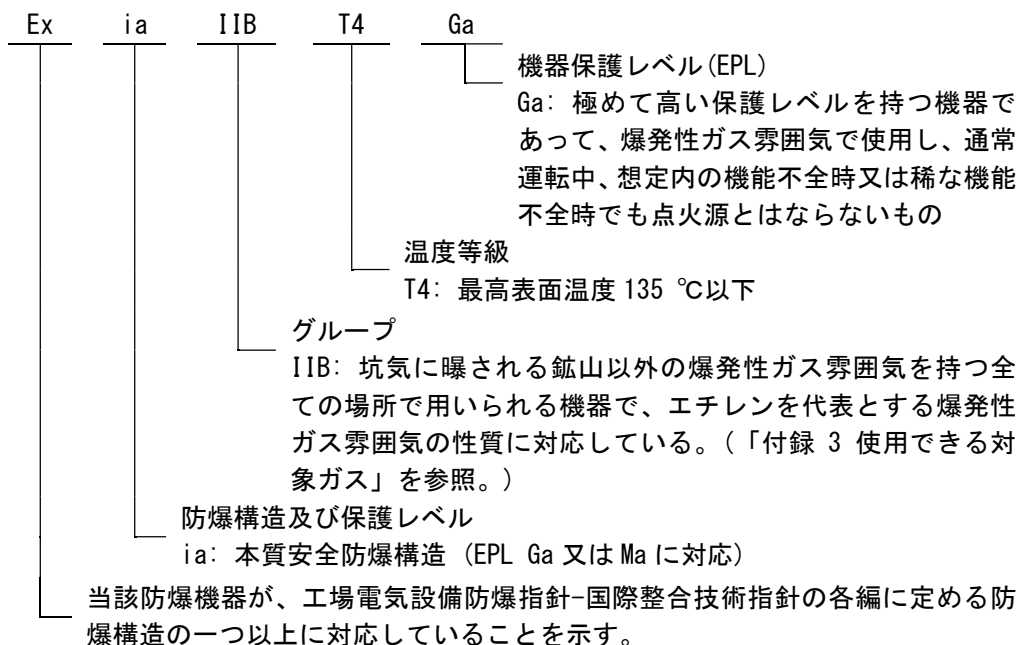 Ex ia IIB T4 Ga
機器保護レベル(EPL)
Ga: 極めて高い保護レベルを持つ機器で
あって、爆発性ガス雰囲気で使用し、通常
運転中、想定内の機能不全時又は稀な機能
不全時でも点火源とはならないもの
温度等級
T4: 最高表面温度 135 ℃以下
グループ
IIB: 坑気に曝される鉱山以外の爆発性ガス雰囲気を持つ全
ての場所で用いられる機器で、エチレンを代表とする爆発性
ガス雰囲気の性質に対応している。(「付録 3 使用できる対
象ガス」を参照。)
防爆構造及び保護レベル
ia: 本質安全防爆構造 (EPL Ga 又は Ma に対応)
当該防爆機器が、工場電気設備防爆指針-国際整合技術指針の各編に定める防
爆構造の一つ以上に対応していることを示す。